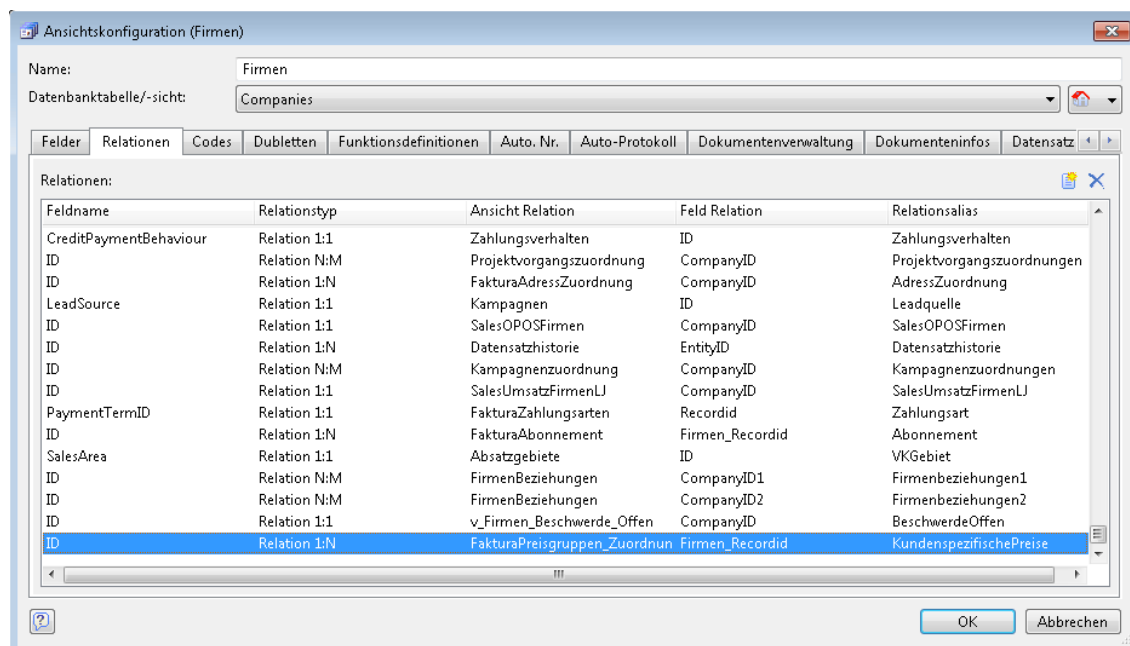 Ansichtskonfiguration (Firmen)
Name: Firmen
Datenbanktabelle/-sicht: Companies
Felder Relationen Codes Dubletten Funktionsdefinitionen Auto. Nr. Auto-Protokoll Dokumentenverwaltung Dokumenteninfos Datensatz
Relationen:
Feldname Relationstyp Ansicht Relation Feld Relation Relationsalias
CreditPaymentBehaviour Relation 1:1 Zahlungsverhalten ID Zahlungsverhalten
ID Relation N:M Projektvorgangszuordnung CompanyID Projektvorgangszuordnungen
ID Relation 1:N FakturaAdressZuordnung CompanyID AdressZuordnung
LeadSource Relation 1:1 Kampagnen ID Leadquelle
ID Relation 1:1 SalesOPOSFirmen CompanyID SalesOPOSFirmen
ID Relation 1:N Datensatzhistorie EntityID Datensatzhistorie
ID Relation N:M Kampagnenzuordnung CompanyID Kampagnenzuordnungen
ID Relation 1:1 SalesUmsatzFirmenLJ CompanyID SalesUmsatzFirmenLJ
PaymentTermID Relation 1:1 FakturaZahlungsarten Recordid Zahlungsart
ID Relation 1:N FakturaAbonnement Firmen_Recordid Abonnement
SalesArea Relation 1:1 Absatzgebiete ID VKGebiet
ID Relation N:M FirmenBeziehungen CompanyID1 Firmenbeziehungen1
ID Relation N:M FirmenBeziehungen CompanyID2 Firmenbeziehungen2
ID Relation 1:1 v_Firmen_Beschwerde_Offen CompanyID BeschwerdeOffen
ID Relation 1:N FakturaPreisgruppen_Zuordnun Firmen_Recordid KundenspezifischePreise
OK Abbrechen